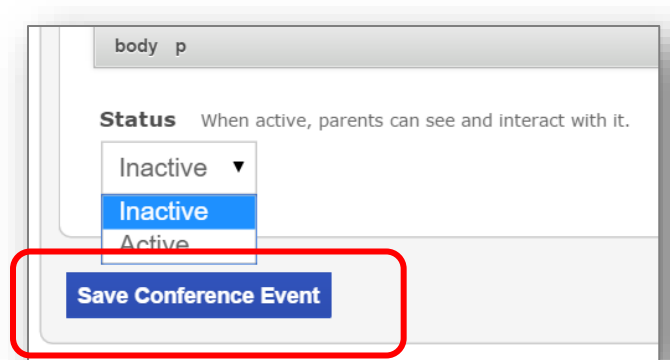 body p
Status When active, parents can see and interact with it.
Inactive ▼
Inactive
Active
Save Conference Event